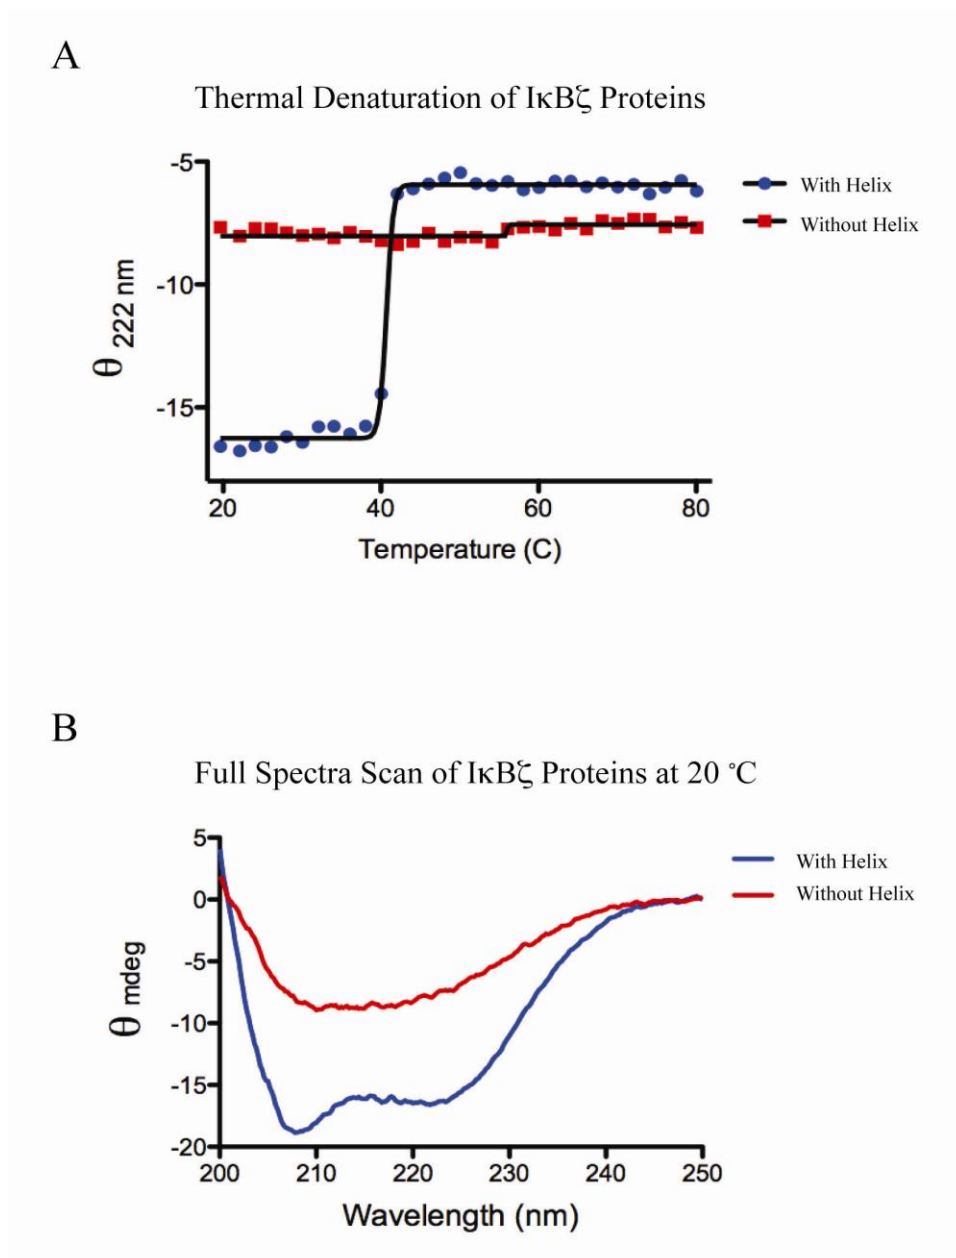 A
Thermal Denaturation of IκBζ Proteins
-5
With Helix
Without Helix
-10
θ 222 nm
-15
20 40 60 80
Temperature (C)
B
Full Spectra Scan of IκBζ Proteins at 20 °C
5
With Helix
0
Without Helix
-5
θ mdeg
-10
-15
-20
200 210 220 230 240 250
Wavelength (nm)